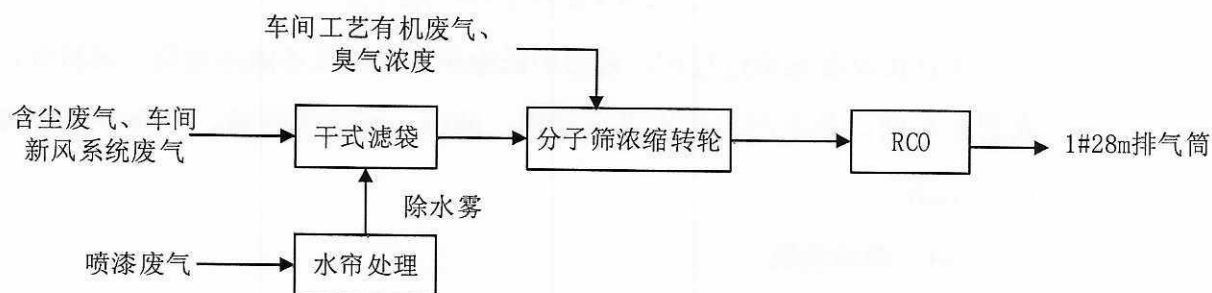 车间工艺有机废气、
臭气浓度
含尘废气、车间
新风系统废气
干式滤袋
分子筛浓缩转轮
RCO
1#28m排气筒
除水雾
喷漆废气
水帘处理